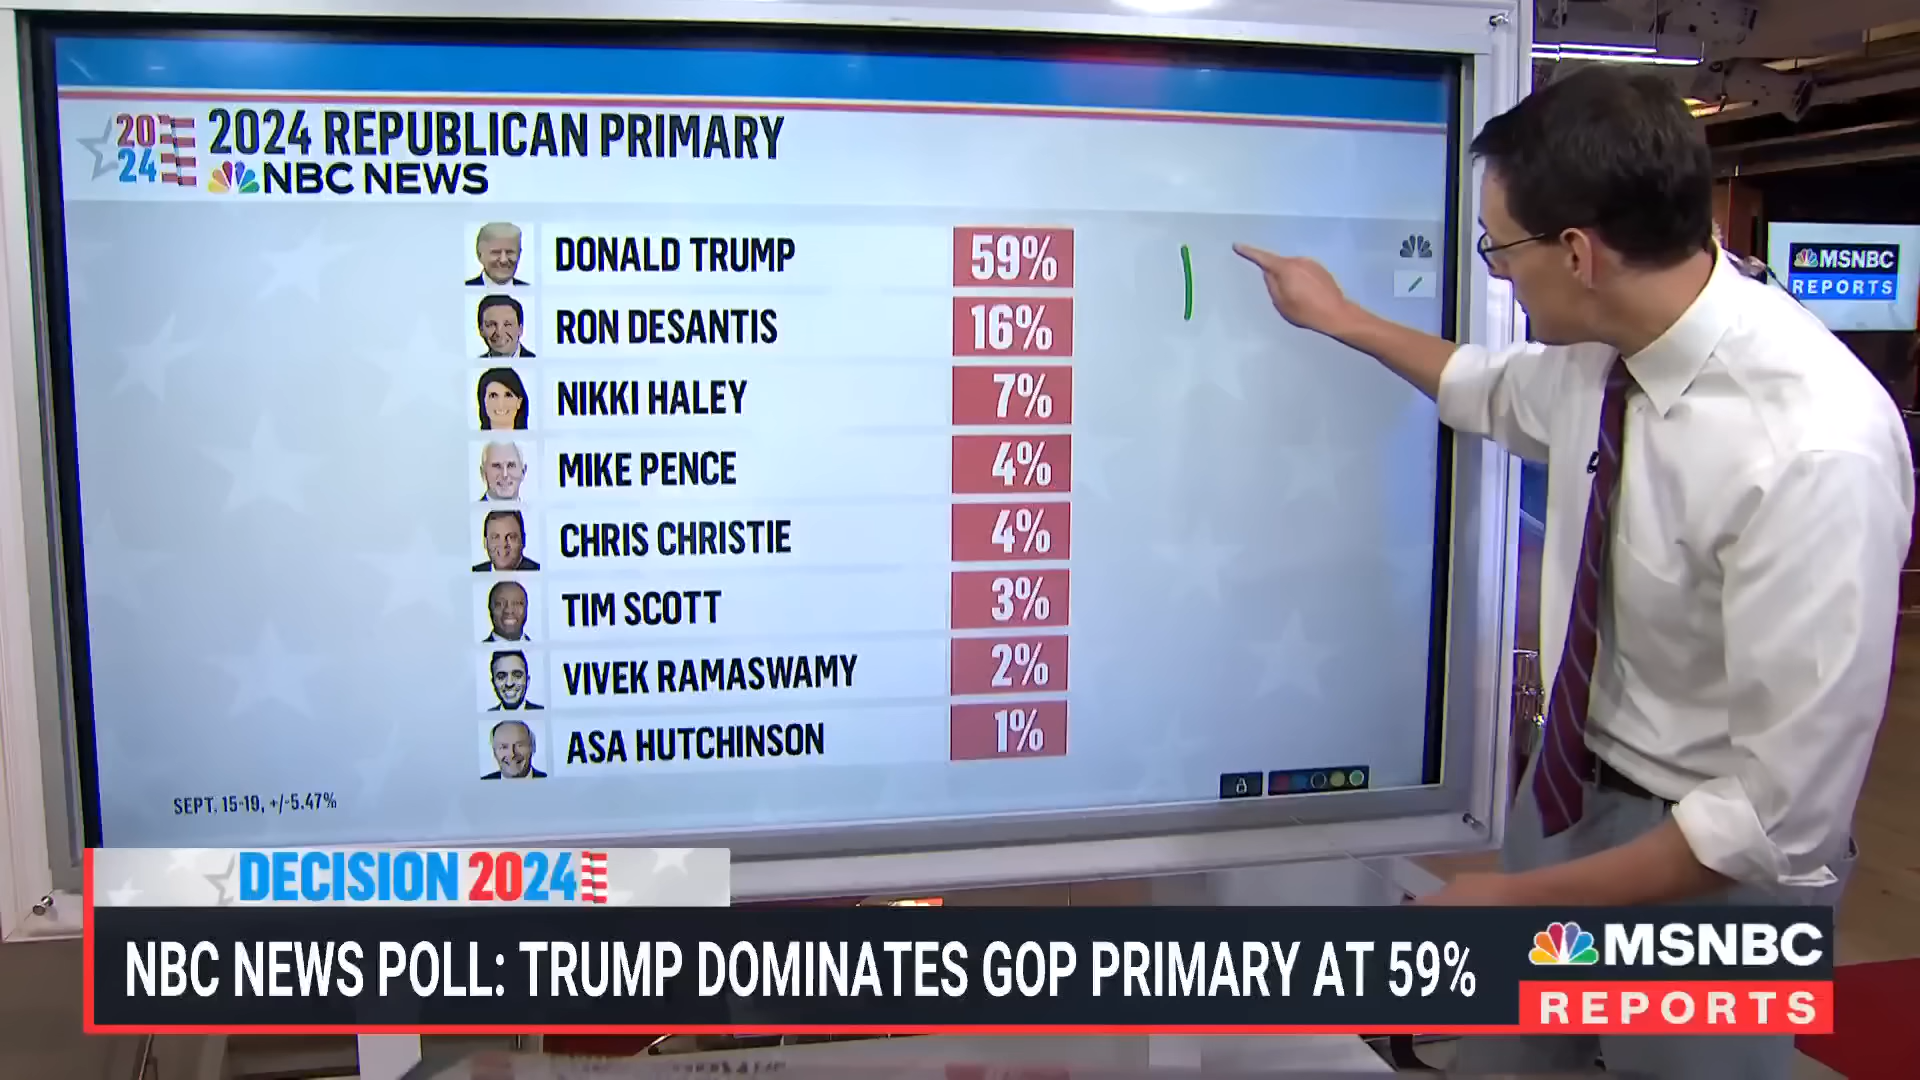 20
24
2024 REPUBLICAN PRIMARY
NBC NEWS
DONALD TRUMP 59%
RON DESANTIS 16%
NIKKI HALEY 7%
MIKE PENCE 4%
CHRIS CHRISTIE 4%
TIM SCOTT 3%
VIVEK RAMASWAMY 2%
ASA HUTCHINSON 1%
SEPT. 15-19, +/-5.47%
MSNBC
REPORTS
DECISION 2024
NBC NEWS POLL: TRUMP DOMINATES GOP PRIMARY AT 59%
MSNBC
REPORTS